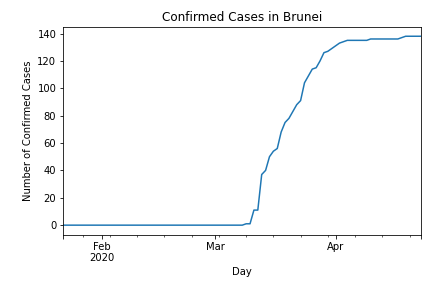 Confirmed Cases in Brunei
140
120
100
80
60
40
20
0
Number of Confirmed Cases
Feb
2020
Mar
Apr
Day